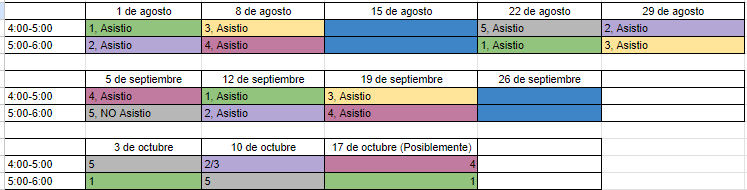 1 de agosto 8 de agosto 15 de agosto 22 de agosto 29 de agosto
4:00-5:00 1, Asistio 3, Asistio 5, Asistio 2, Asistio
5:00-6:00 2, Asistio 4, Asistio 1, Asistio 3, Asistio
5 de septiembre 12 de septiembre 19 de septiembre 26 de septiembre
4:00-5:00 4, Asistio 1, Asistio 3, Asistio
5:00-6:00 5, NO Asistio 2, Asistio 4, Asistio
3 de octubre 10 de octubre 17 de octubre (Posiblemente)
4:00-5:00 5 2/3 4
5:00-6:00 1 5 1